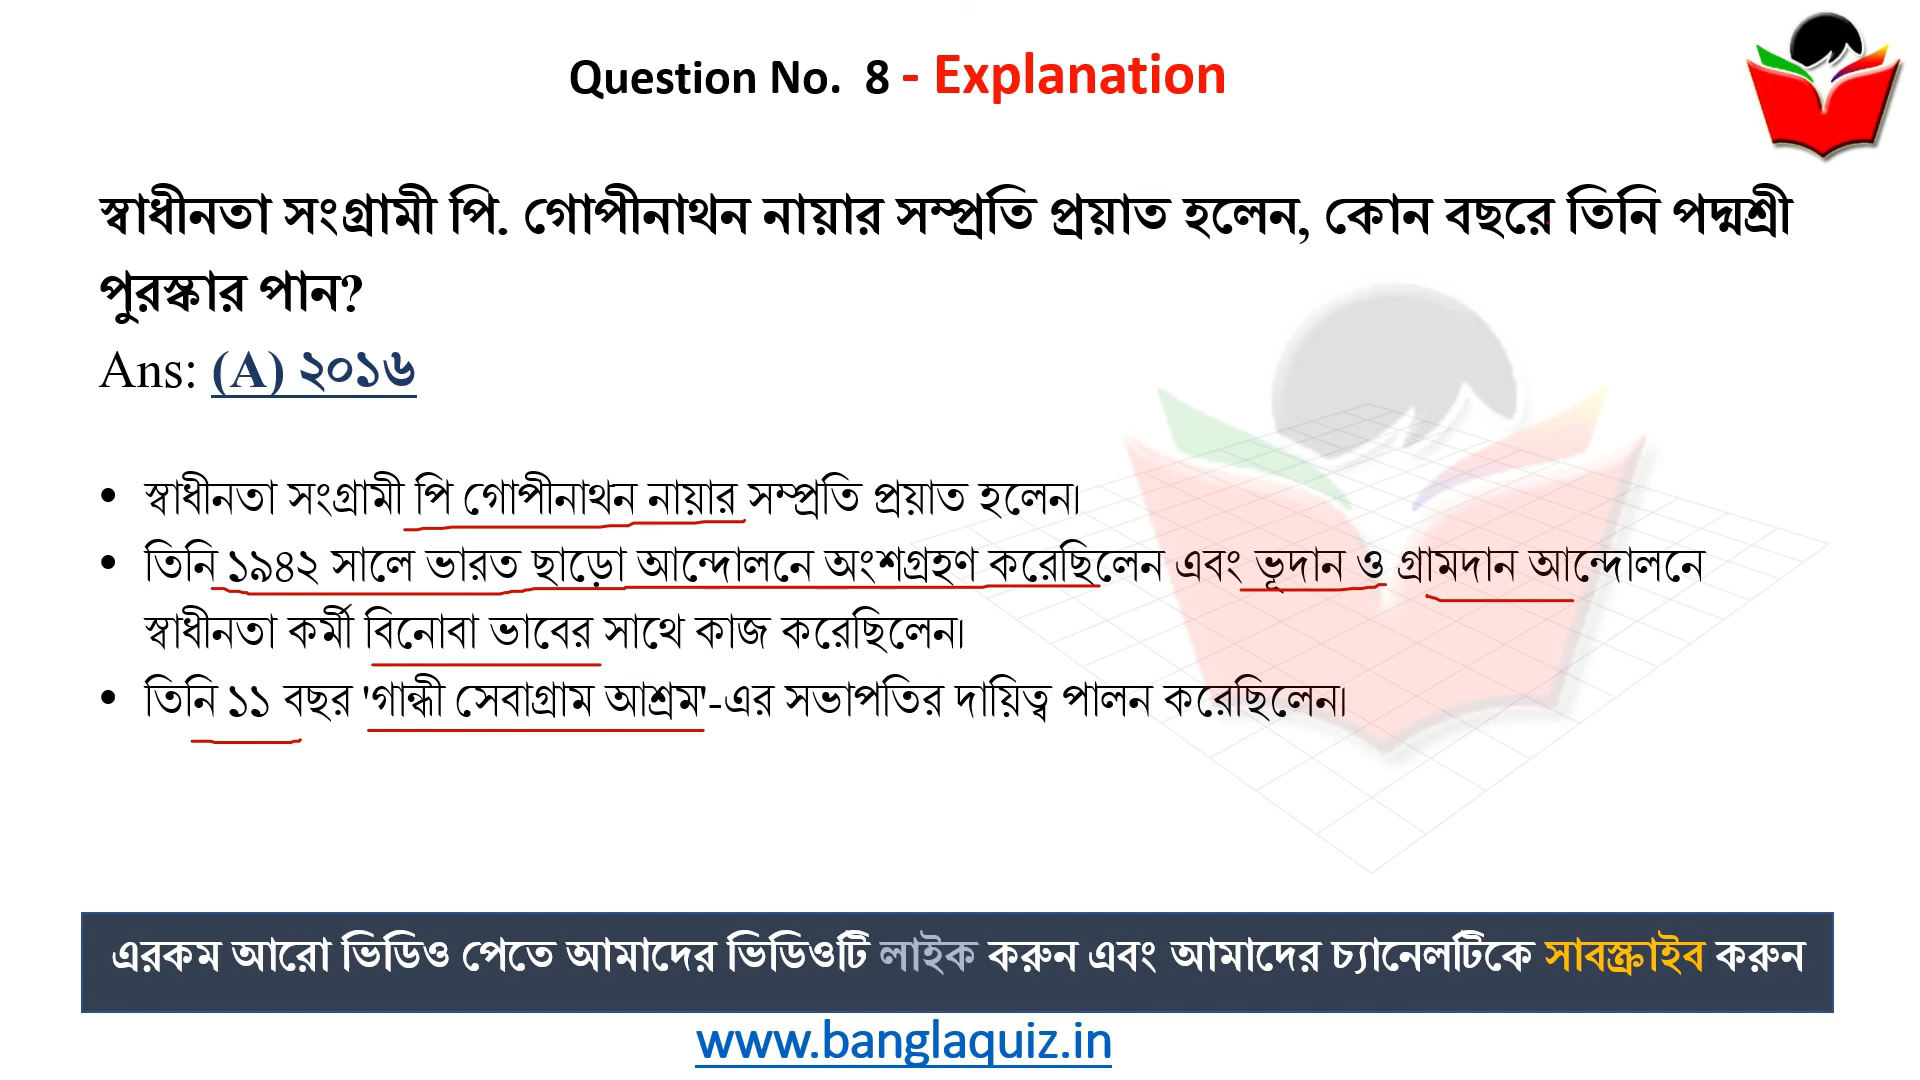 Question No. 8 - Explanation
স্বাধীনতা সংগ্রামী পি. গোপীনাথন নায়ার সম্প্রতি প্রয়াত হলেন, কোন বছরে তিনি পদ্মশ্রী
পুরস্কার পান?
Ans: (A) ২০১৬
• স্বাধীনতা সংগ্রামী পি গোপীনাথন নায়ার সম্প্রতি প্রয়াত হলেন।
• তিনি ১৯৪২ সালে ভারত ছাড়ো আন্দোলনে অংশগ্রহণ করেছিলেন এবং ভূদান ও গ্রামদান আন্দোলনে
স্বাধীনতা কর্মী বিনোবা ভাবের সাথে কাজ করেছিলেন।
• তিনি ১১ বছর 'গান্ধী সেবাগ্রাম আশ্রম'-এর সভাপতির দায়িত্ব পালন করেছিলেন।
এরকম আরো ভিডিও পেতে আমাদের ভিডিওটি লাইক করুন এবং আমাদের চ্যানেলটিকে সাবস্ক্রাইব করুন
www.banglaquiz.in